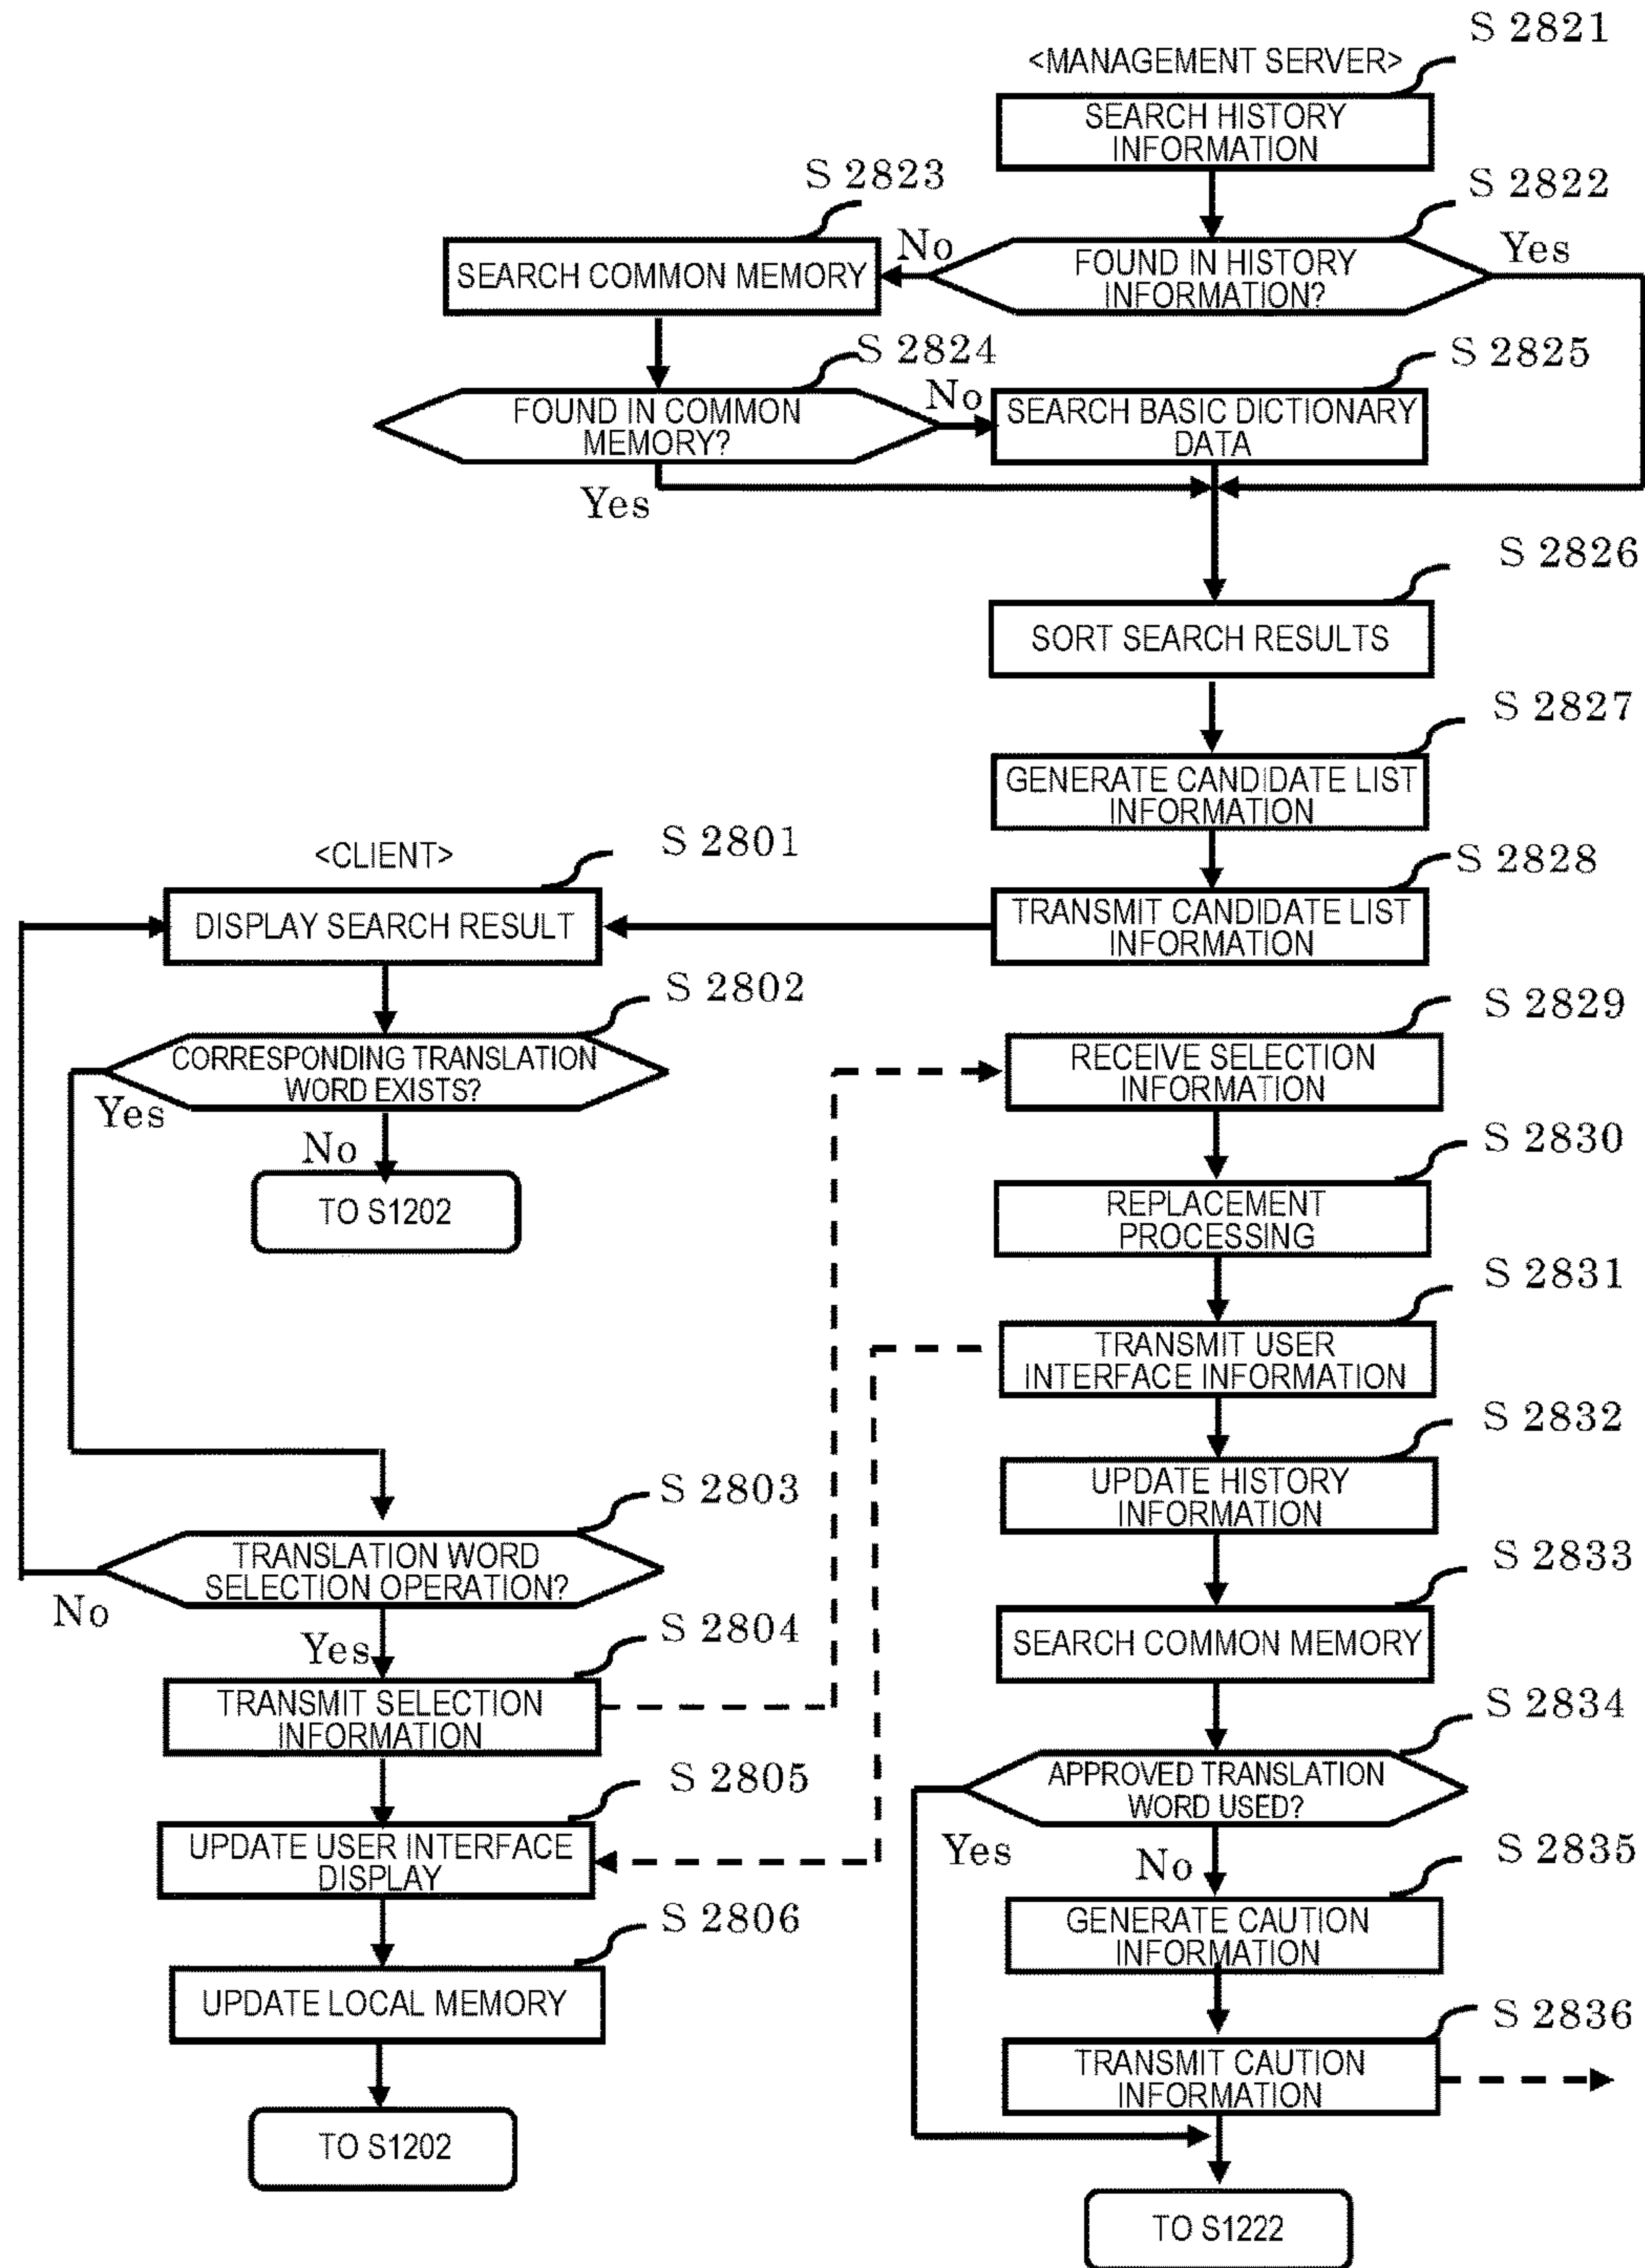 S 2821
<MANAGEMENT SERVER>
SEARCH HISTORY
INFORMATION
S 2823
S 2822
No
Yes
SEARCH COMMON MEMORY
FOUND IN HISTORY
INFORMATION?
S 2824
S 2825
No
FOUND IN COMMON
MEMORY?
SEARCH BASIC DICTIONARY
DATA
Yes
S 2826
SORT SEARCH RESULTS
S 2827
GENERATE CANDIDATE LIST
INFORMATION
S 2801
<CLIENT>
S 2828
DISPLAY SEARCH RESULT
TRANSMIT CANDIDATE LIST
INFORMATION
S 2802
S 2829
CORRESPONDING TRANSLATION
WORD EXISTS?
RECEIVE SELECTION
INFORMATION
Yes
No
S 2830
TO S1202
REPLACEMENT
PROCESSING
S 2831
TRANSMIT USER
INTERFACE INFORMATION
S 2832
UPDATE HISTORY
INFORMATION
S 2803
TRANSLATION WORD
SELECTION OPERATION?
S 2833
No
Yes
S 2804
SEARCH COMMON MEMORY
TRANSMIT SELECTION
INFORMATION
S 2834
S 2805
APPROVED TRANSLATION
WORD USED?
UPDATE USER INTERFACE
DISPLAY
Yes
No
S 2835
S 2806
GENERATE CAUTION
INFORMATION
UPDATE LOCAL MEMORY
S 2836
TRANSMIT CAUTION
INFORMATION
TO S1202
TO S1222